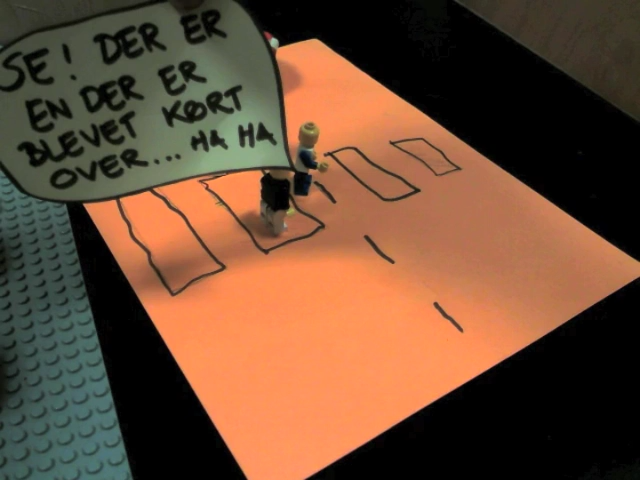 SE! DER ER
EN DER ER
BLEVET KØRT
OVER... HA HA